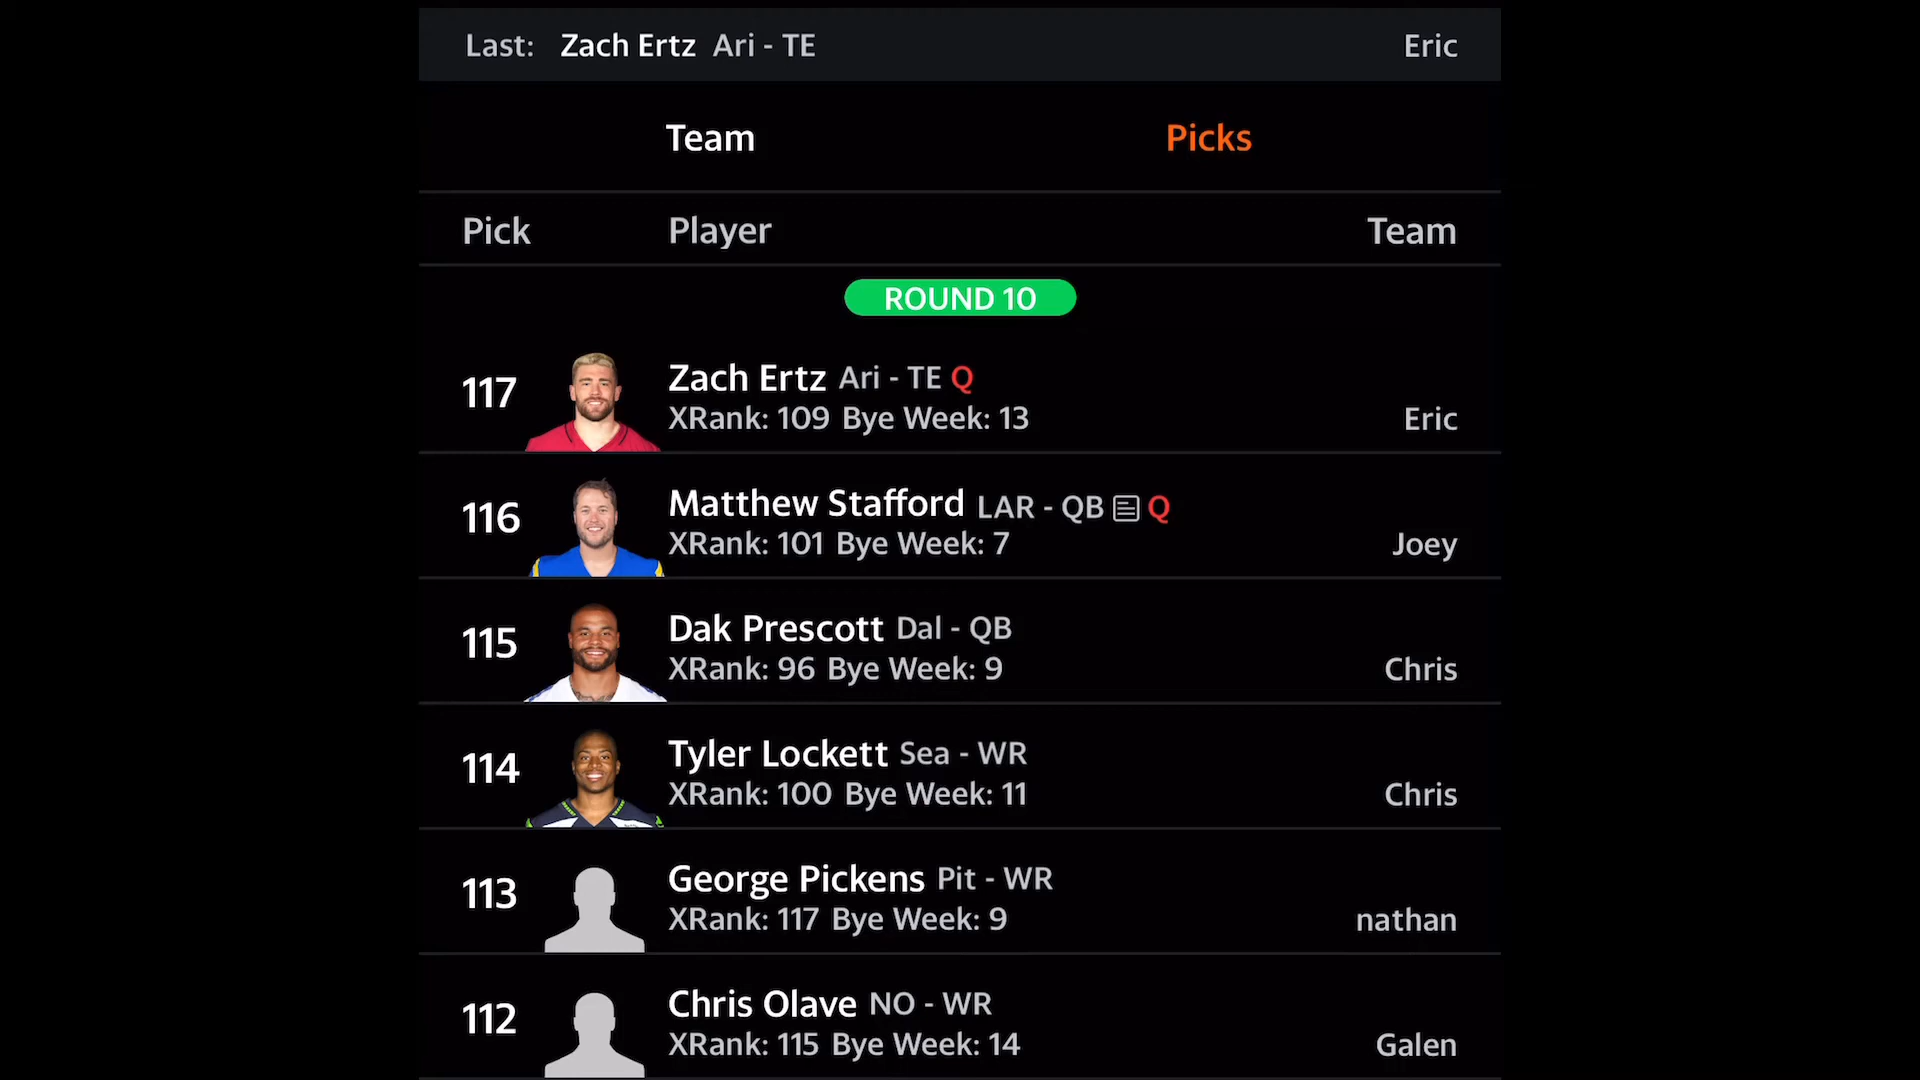 Last: Zach Ertz Ari - TE Eric
Team Picks
Pick Player Team
ROUND 10
117 Zach Ertz Ari - TE Q
XRank: 109 Bye Week: 13 Eric
116 Matthew Stafford LAR - QB Q
XRank: 101 Bye Week: 7 Joey
115 Dak Prescott Dal - QB
XRank: 96 Bye Week: 9 Chris
114 Tyler Lockett Sea - WR
XRank: 100 Bye Week: 11 Chris
113 George Pickens Pit - WR
XRank: 117 Bye Week: 9 nathan
112 Chris Olave NO - WR
XRank: 115 Bye Week: 14 Galen